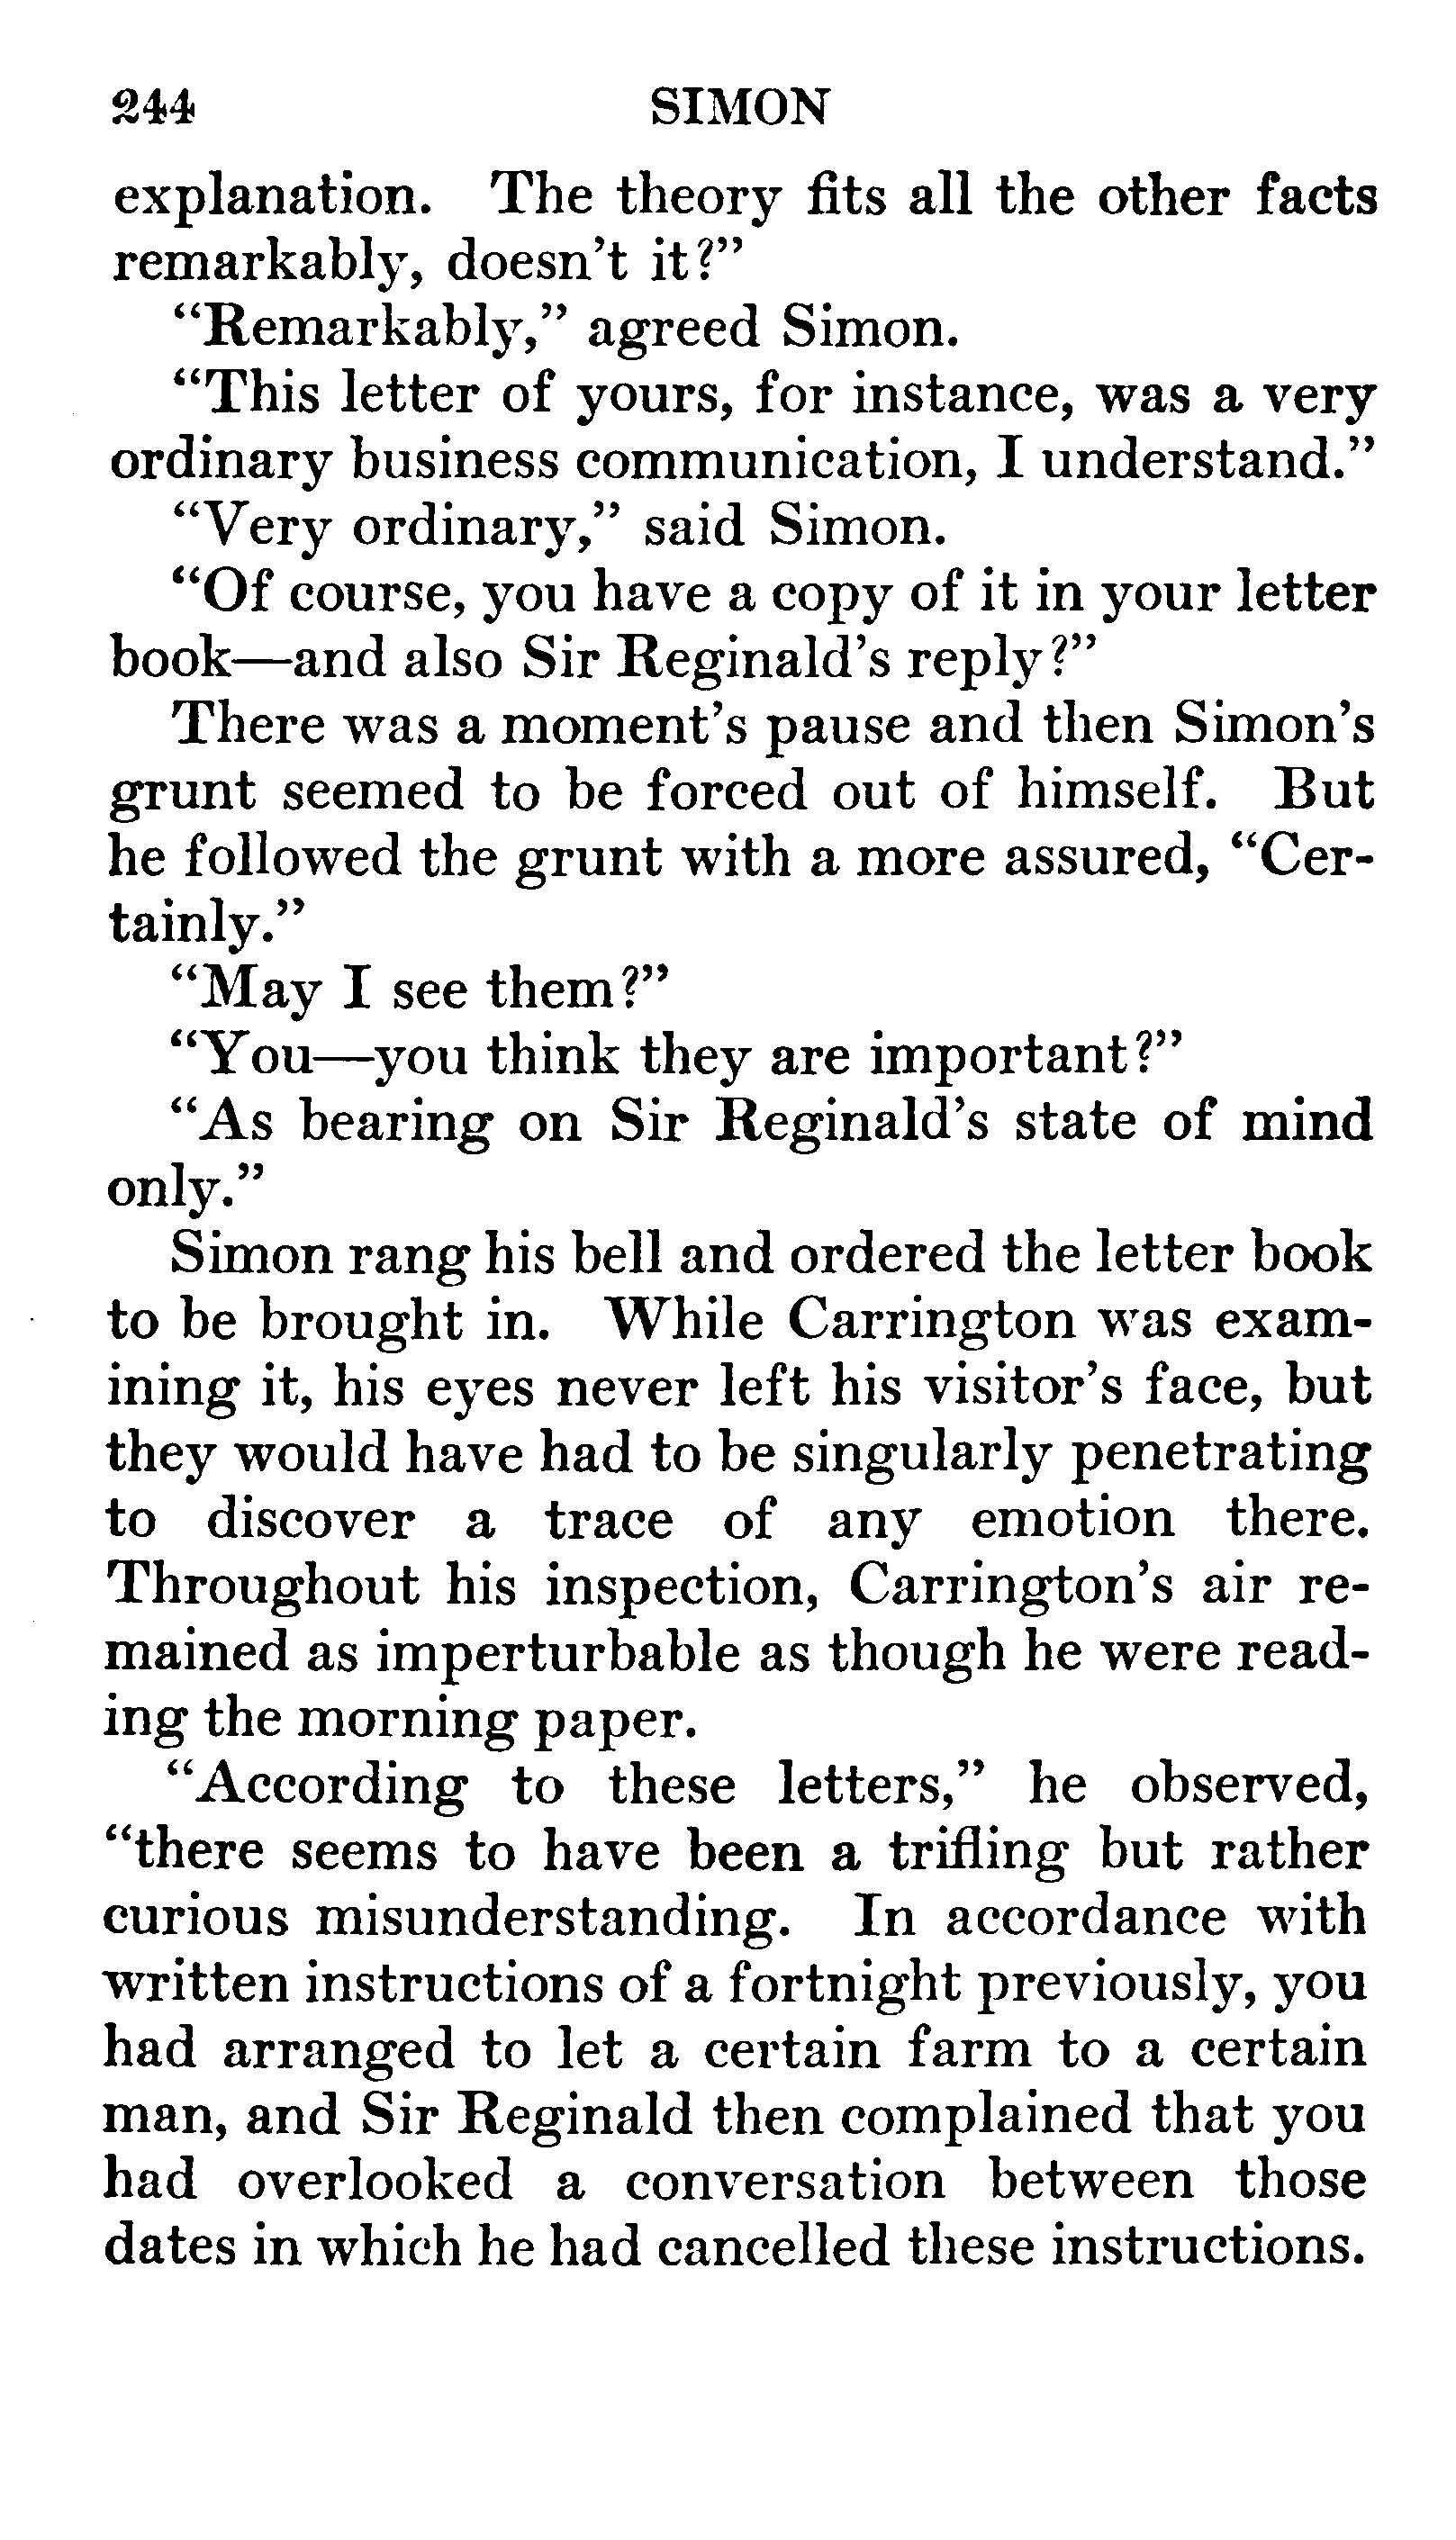 244 SIMON
explanation. The theory fits all the other facts
remarkably, doesn't it?"
"Remarkably," agreed Simon.
"This letter of yours, for instance, was a very
ordinary business communication, I understand."
"Very ordinary," said Simon.
"Of course, you have a copy of it in your letter
book—and also Sir Reginald's reply?"
There was a moment's pause and then Simon's
grunt seemed to be forced out of himself. But
he followed the grunt with a more assured, "Cer-
tainly."
"May I see them?"
"You—you think they are important?"
"As bearing on Sir Reginald's state of mind
only."
Simon rang his bell and ordered the letter book
to be brought in. While Carrington was exam-
ining it, his eyes never left his visitor's face, but
they would have had to be singularly penetrating
to discover a trace of any emotion there.
Throughout his inspection, Carrington's air re-
mained as imperturbable as though he were read-
ing the morning paper.
"According to these letters," he observed,
"there seems to have been a trifling but rather
curious misunderstanding. In accordance with
written instructions of a fortnight previously, you
had arranged to let a certain farm to a certain
man, and Sir Reginald then complained that you
had overlooked a conversation between those
dates in which he had cancelled these instructions.